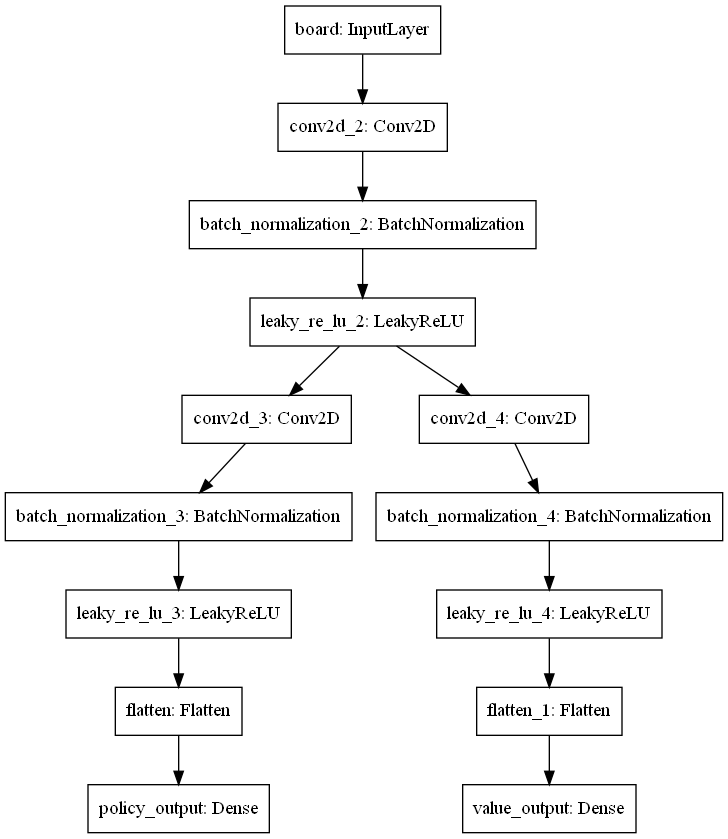 board: InputLayer
conv2d_2: Conv2D
batch_normalization_2: BatchNormalization
leaky_re_lu_2: LeakyReLU
conv2d_3: Conv2D
conv2d_4: Conv2D
batch_normalization_3: BatchNormalization
batch_normalization_4: BatchNormalization
leaky_re_lu_3: LeakyReLU
leaky_re_lu_4: LeakyReLU
flatten: Flatten
flatten_1: Flatten
policy_output: Dense
value_output: Dense